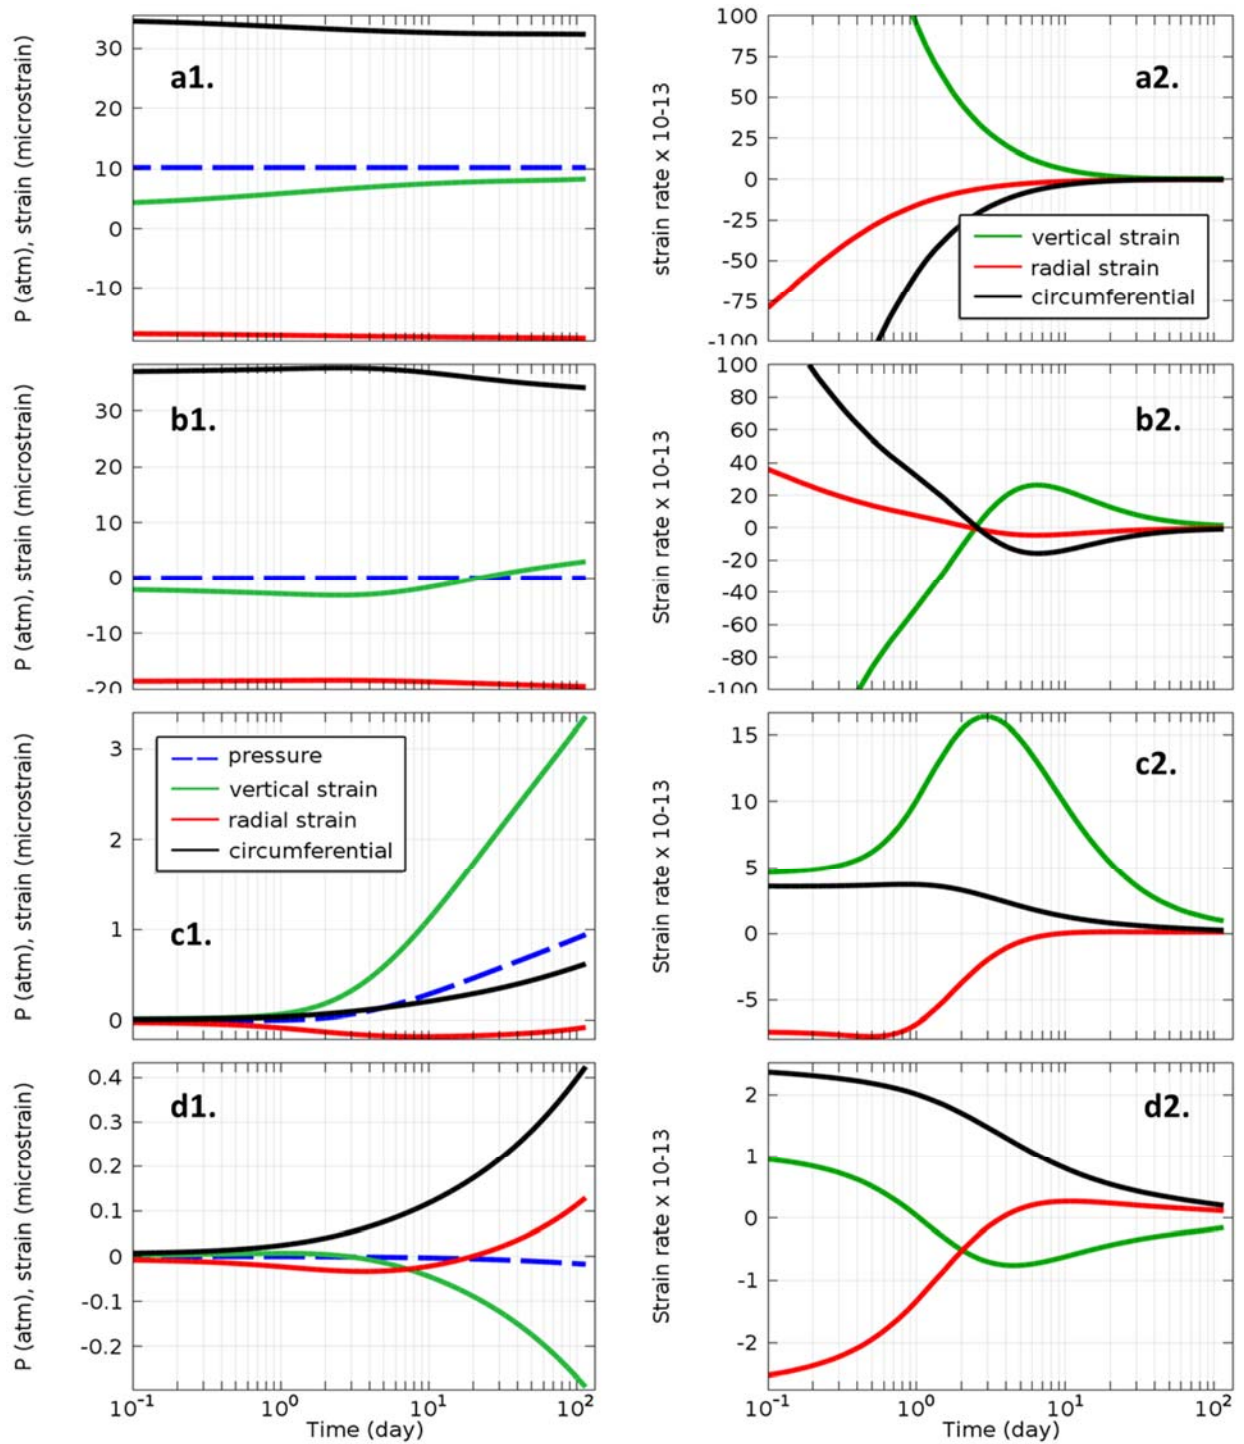 P (atm), strain (microstrain)
30
20
10
0
-10
a1.
strain rate x 10-13
100
75
50
25
0
-25
-50
-75
-100
a2.
vertical strain
radial strain
circumferential
P (atm), strain (microstrain)
30
20
10
0
-10
-20
b1.
Strain rate x 10-13
100
80
60
40
20
0
-20
-40
-60
-80
-100
b2.
P (atm), strain (microstrain)
3
2
1
0
pressure
vertical strain
radial strain
circumferential
c1.
Strain rate x 10-13
15
10
5
0
-5
c2.
P (atm), strain (microstrain)
0.4
0.3
0.2
0.1
0
-0.1
-0.2
d1.
10⁻¹ 10⁰ 10¹ 10²
Time (day)
Strain rate x 10-13
2
1
0
-1
-2
d2.
10⁻¹ 10⁰ 10¹ 10²
Time (day)